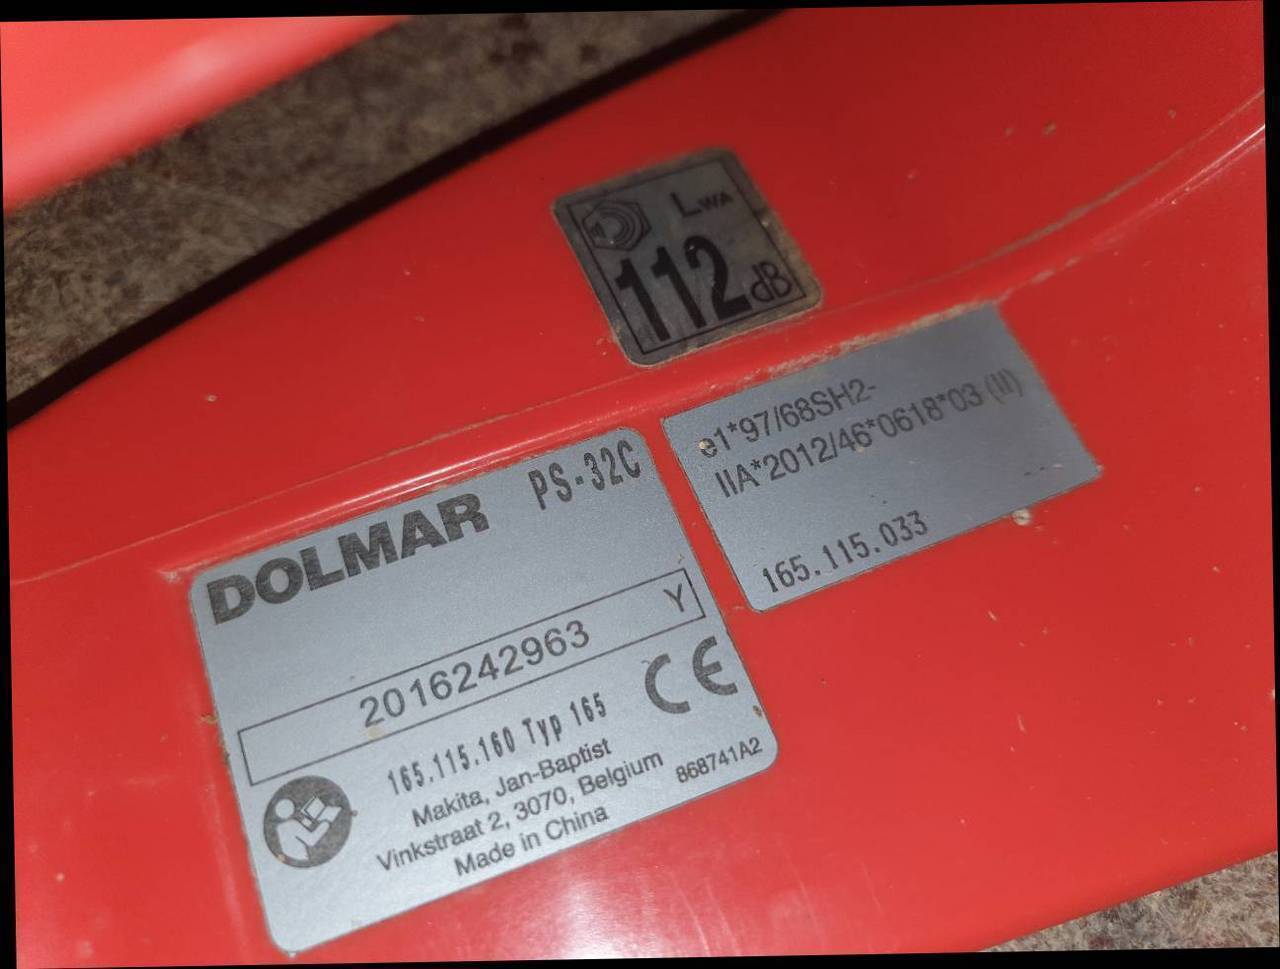 LWA
112 dB
e1*97/68SH2-
IIA*2012/46*0618*03 (II)
165.115.033
DOLMAR PS-32C
2016242963 Y
165.115.160 Typ 165
CE
Makita, Jan-Baptist
Vinkstraat 2, 3070, Belgium
868741A2
Made in China